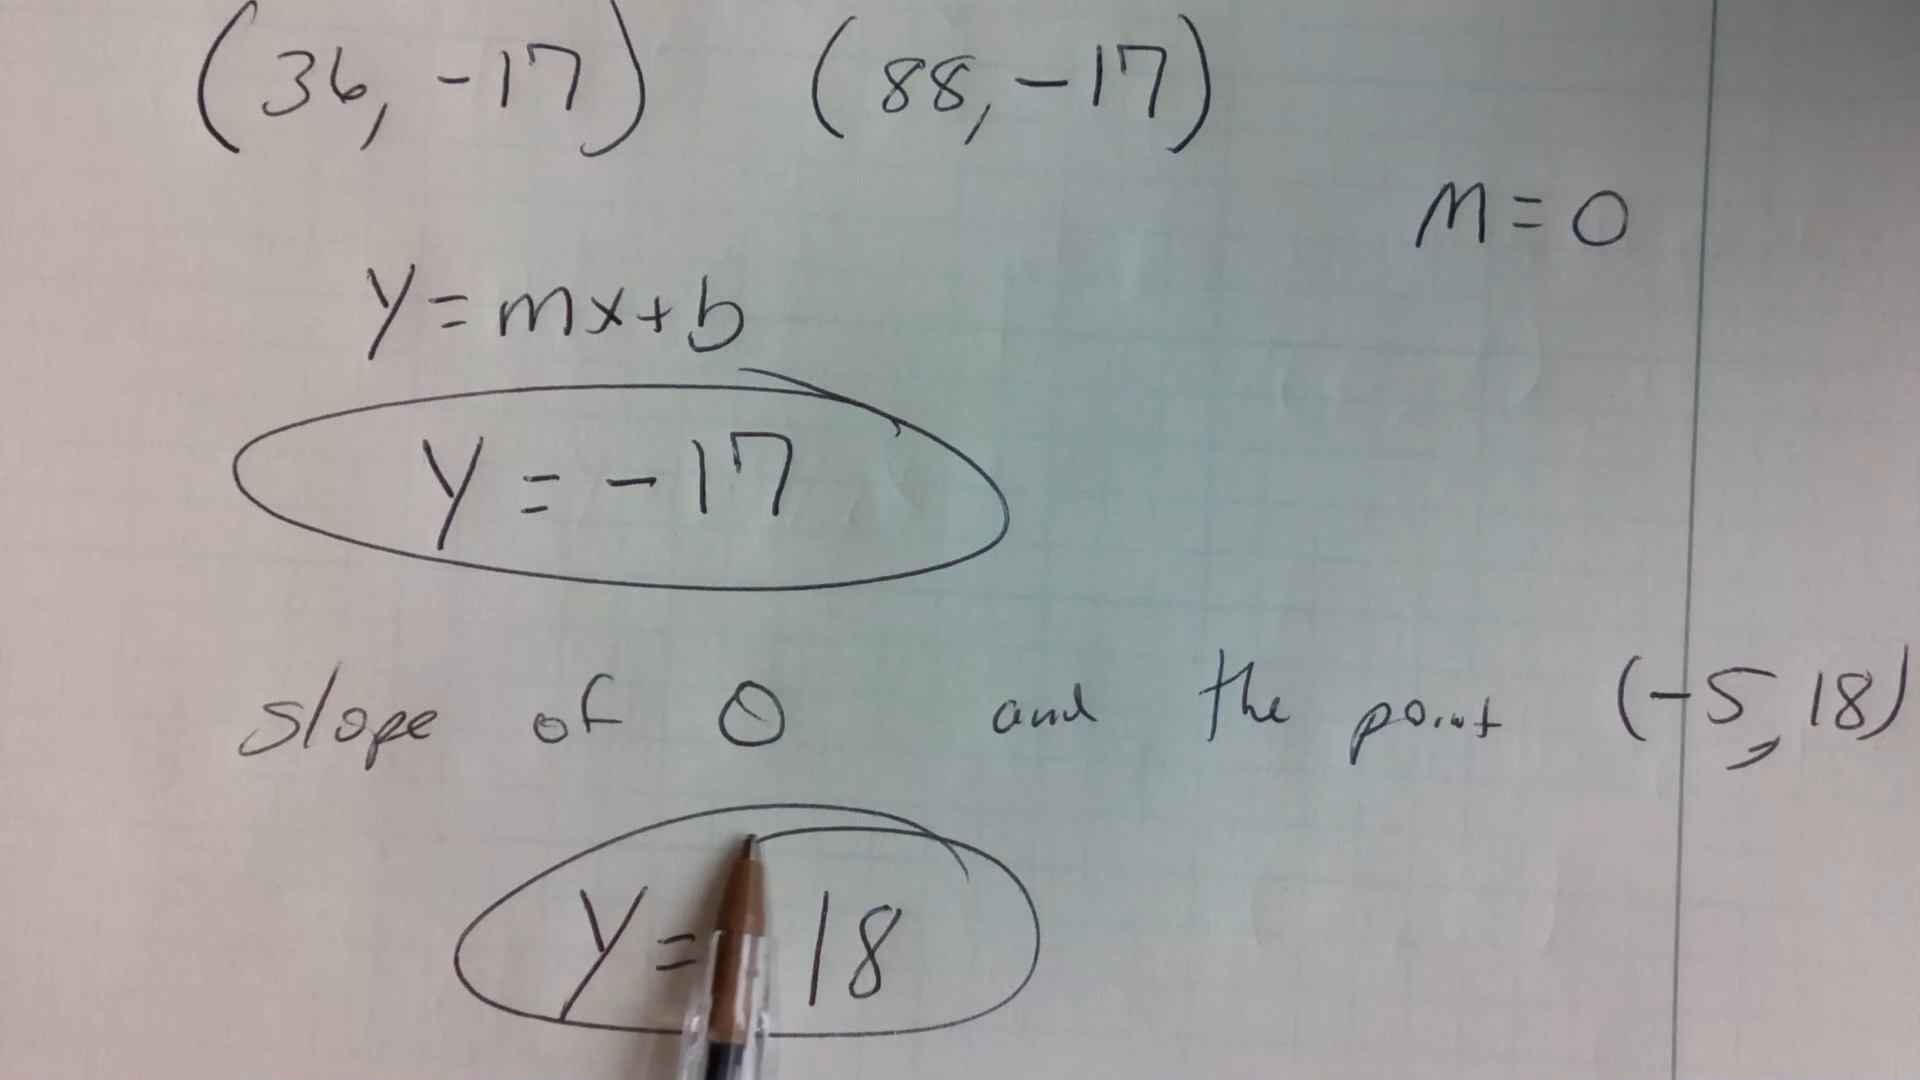 (36, -17) (88, -17)
M = 0
y = mx + b
y = -17
slope of 0 and the point (-5, 18)
y = 18